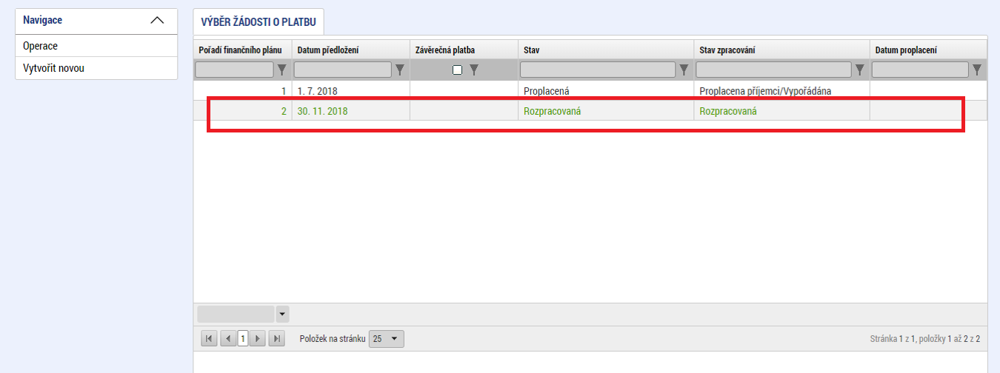 Navigace
Operace
Vytvořit novou
VÝBĚR ŽÁDOSTI O PLATBU
Pořadí finančního plánu Datum předložení Závěrečná platba Stav Stav zpracování Datum proplacení
1 1. 7. 2018 Proplacená Proplacena příjemci/Vypořádána
2 30. 11. 2018 Rozpracovaná Rozpracovaná
1 Položek na stránku 25 Stránka 1 z 1, položky 1 až 2 z 2